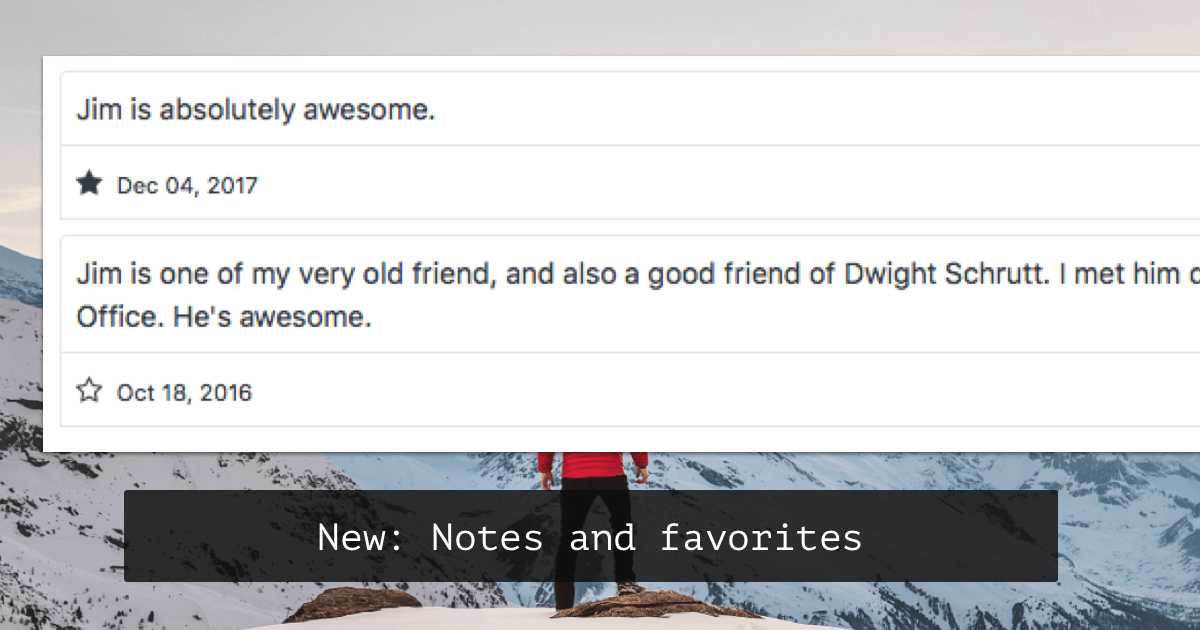 Jim is absolutely awesome.
Dec 04, 2017
Jim is one of my very old friend, and also a good friend of Dwight Schrutt. I met him
Office. He's awesome.
Oct 18, 2016
New: Notes and favorites